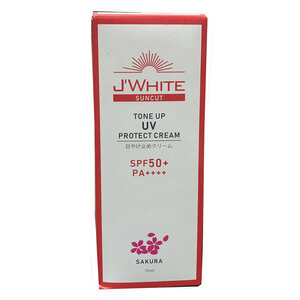 J'WHITE
SUNCUT
TONE UP
UV
PROTECT CREAM
日やけ止めクリーム
SPF50+
PA++++
SAKURA
70ml